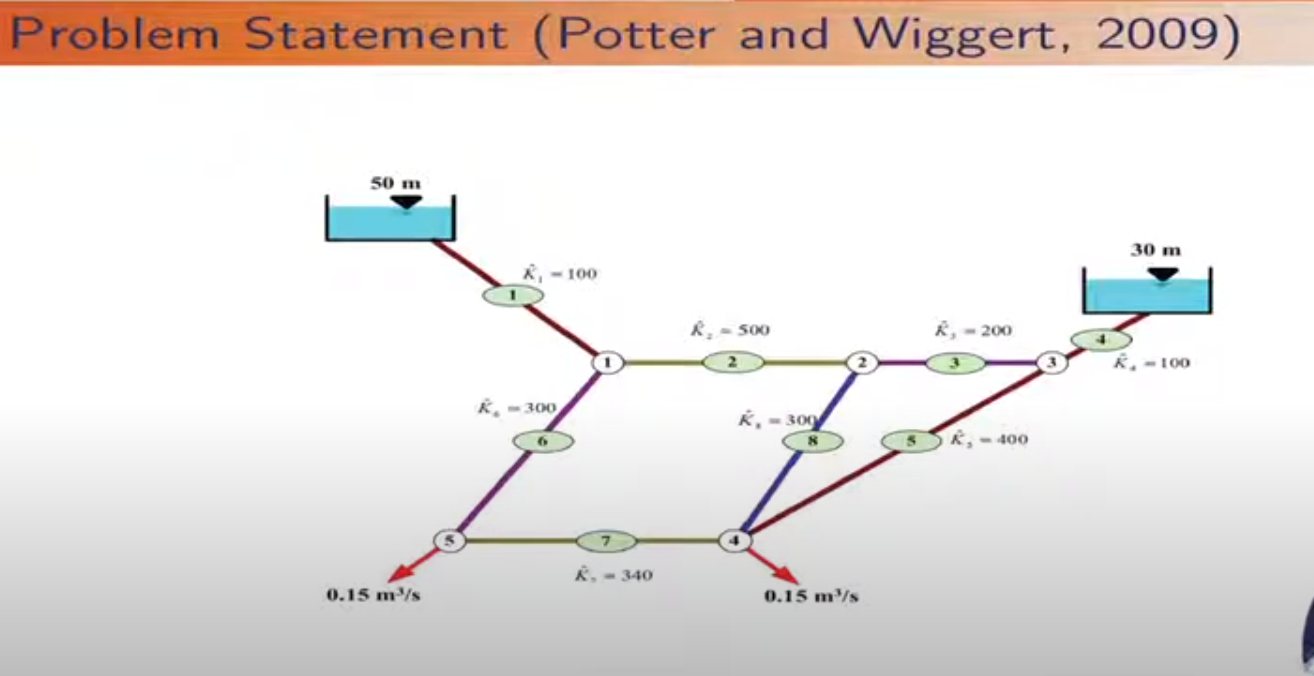 Problem Statement (Potter and Wiggert, 2009)
50 m
30 m
K̂₁ = 100
1
K̂₂ = 500
K̂₃ = 200
4
1
2
2
3
3
K̂₄ = 100
K̂₆ = 300
K̂₈ = 300
6
8
5
K̂₅ = 400
5
7
4
K̂₇ = 340
0.15 m³/s
0.15 m³/s